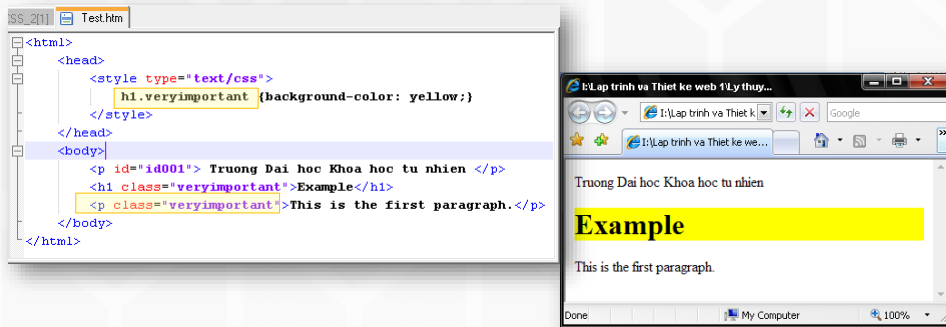 CSS_2[1] Test.htm
<html>
<head>
<style type="text/css">
h1.veryimportant {background-color: yellow;}
</style>
</head>
<body>
<p id="id001"> Truong Dai hoc Khoa hoc tu nhien </p>
<h1 class="veryimportant">Example</h1>
<p class="veryimportant">This is the first paragraph.</p>
</body>
</html>
I:\Lap trinh va Thiet ke web 1\Ly thuy...
I:\Lap trinh va Thiet k
Google
I:\Lap trinh va Thiet ke we...
Truong Dai hoc Khoa hoc tu nhien
Example
This is the first paragraph.
Done My Computer 100%